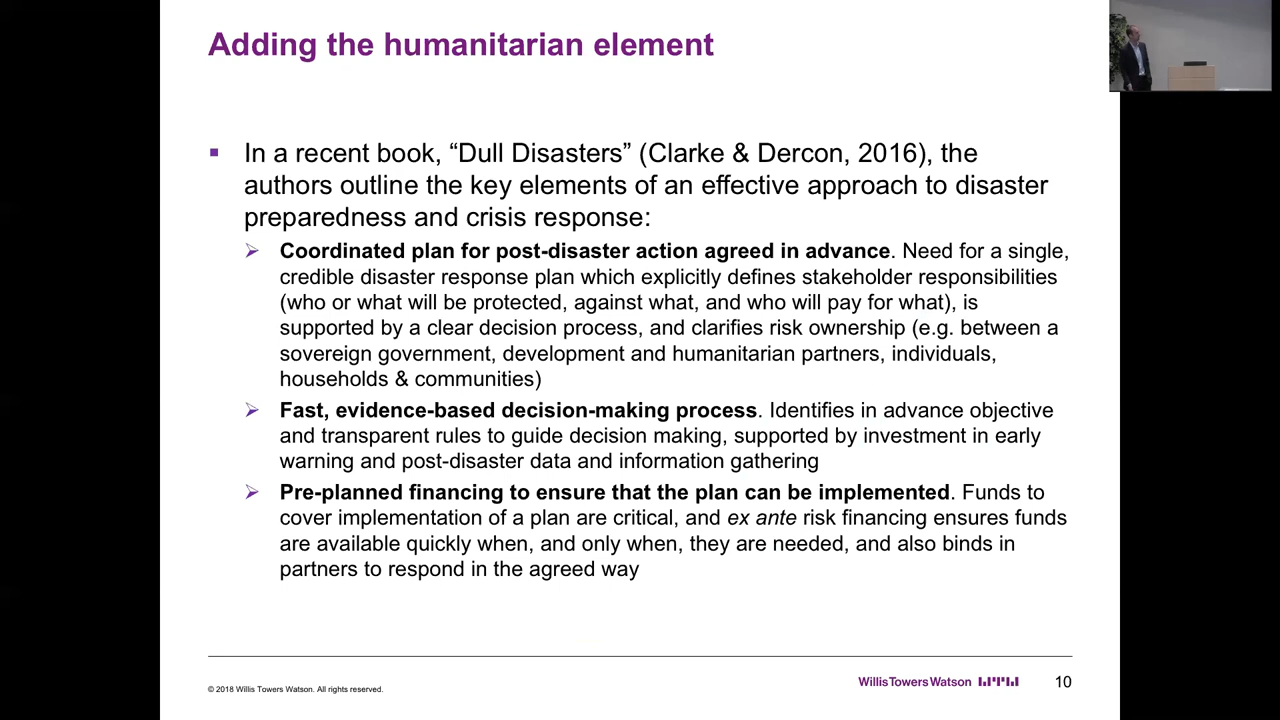 Adding the humanitarian element
In a recent book, “Dull Disasters” (Clarke & Dercon, 2016), the
authors outline the key elements of an effective approach to disaster
preparedness and crisis response:
Coordinated plan for post-disaster action agreed in advance. Need for a single,
credible disaster response plan which explicitly defines stakeholder responsibilities
(who or what will be protected, against what, and who will pay for what), is
supported by a clear decision process, and clarifies risk ownership (e.g. between a
sovereign government, development and humanitarian partners, individuals,
households & communities)
Fast, evidence-based decision-making process. Identifies in advance objective
and transparent rules to guide decision making, supported by investment in early
warning and post-disaster data and information gathering
Pre-planned financing to ensure that the plan can be implemented. Funds to
cover implementation of a plan are critical, and ex ante risk financing ensures funds
are available quickly when, and only when, they are needed, and also binds in
partners to respond in the agreed way
© 2018 Willis Towers Watson. All rights reserved.
WillisTowersWatson
10